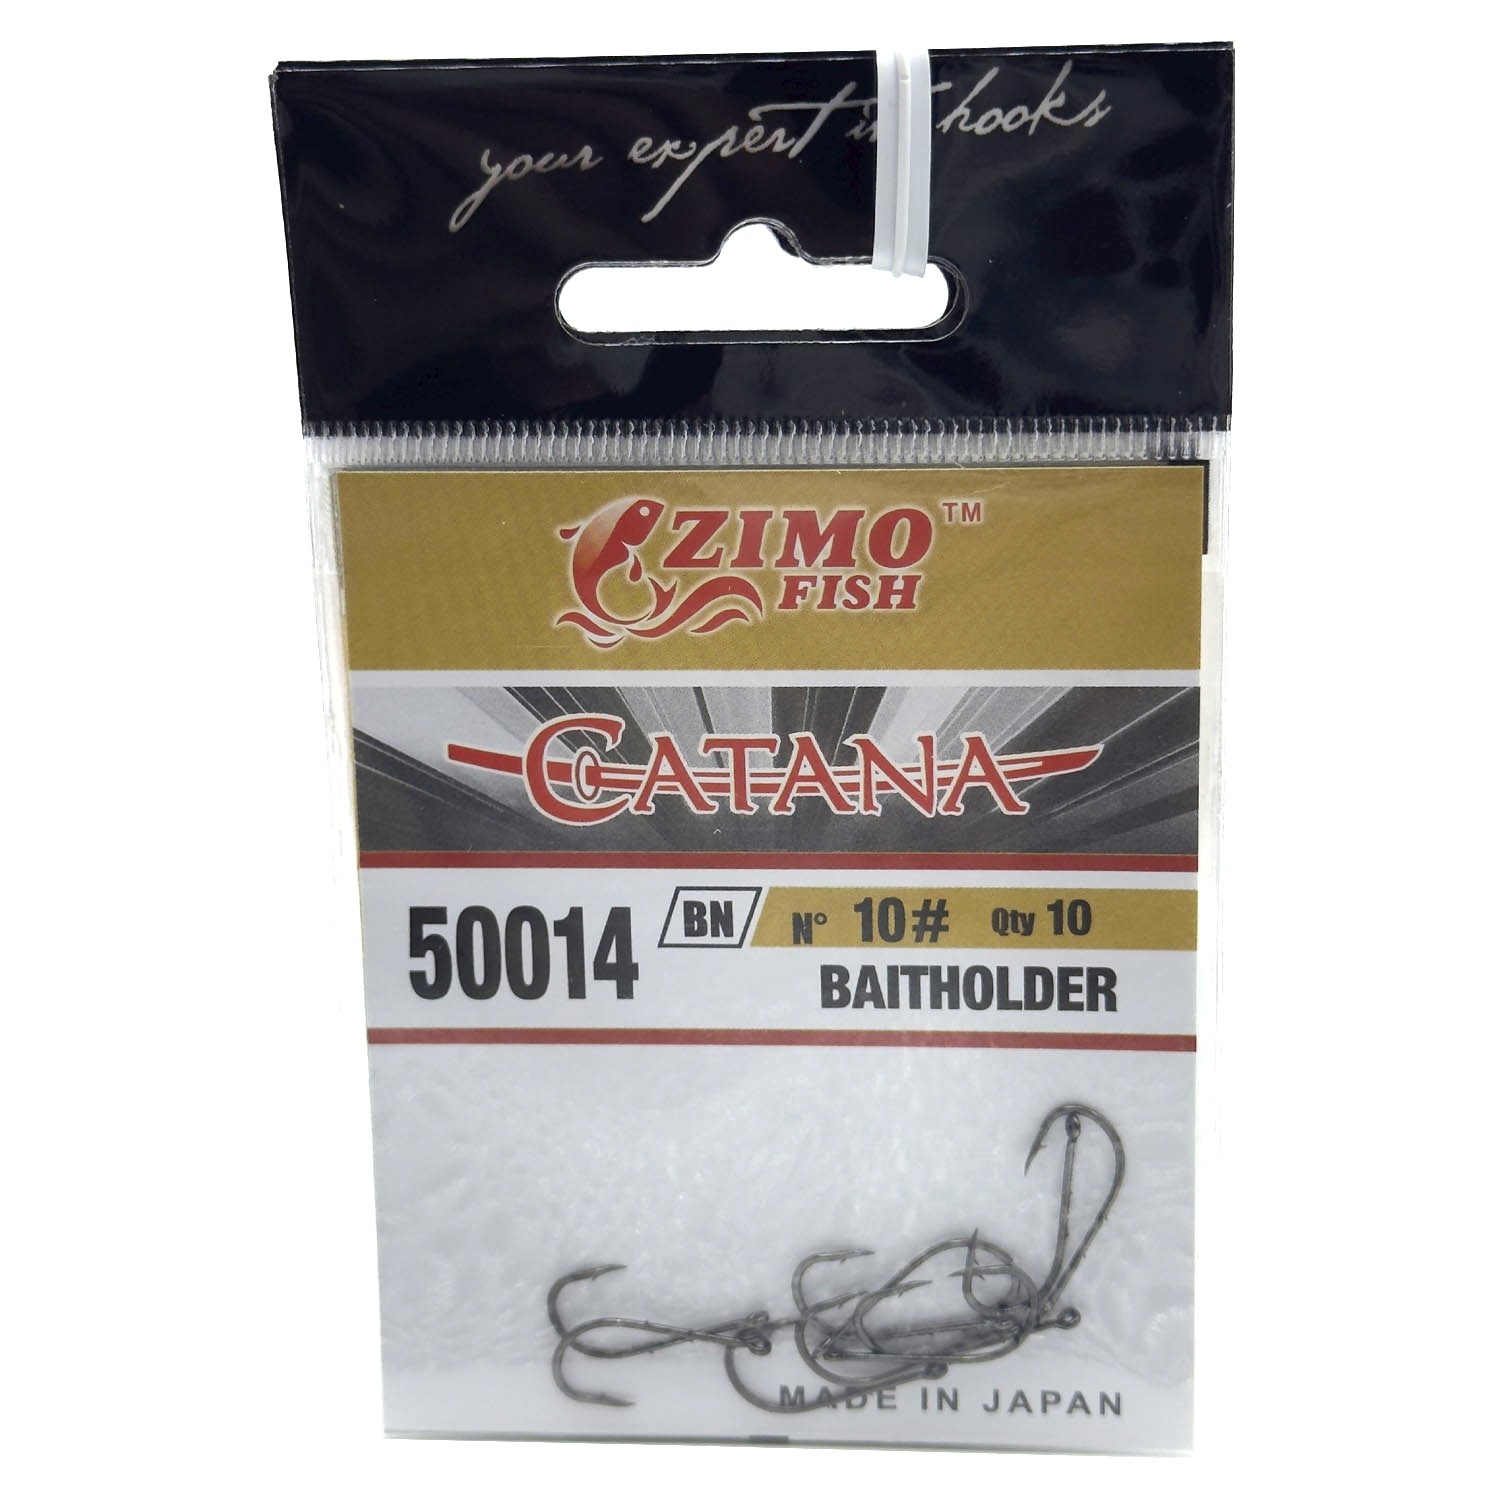 your expert in hooks
ZIMO™
FISH
CATANA
50014 BN N° 10# Qty 10
BAITHOLDER
MADE IN JAPAN